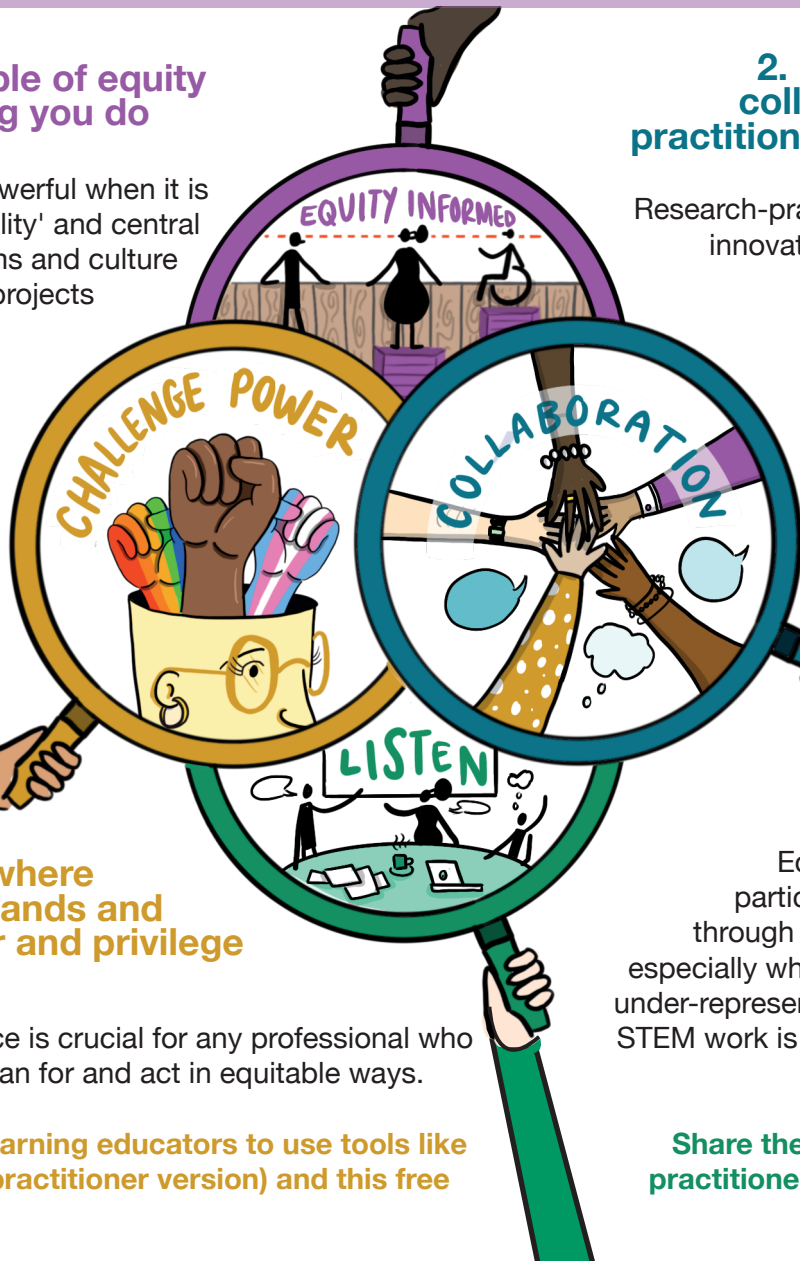 ple of equity
g you do
werful when it is
lity' and central
ns and culture
projects
2.
coll
practition
Research-pra
innovat
EQUITY INFORMED
CHALLENGE POWER
COLLABORATION
LISTEN
where
ands and
r and privilege
ce is crucial for any professional who
an for and act in equitable ways.
arning educators to use tools like
practitioner version) and this free
Ec
partic
through
especially wh
under-represer
STEM work is
Share the
practitione